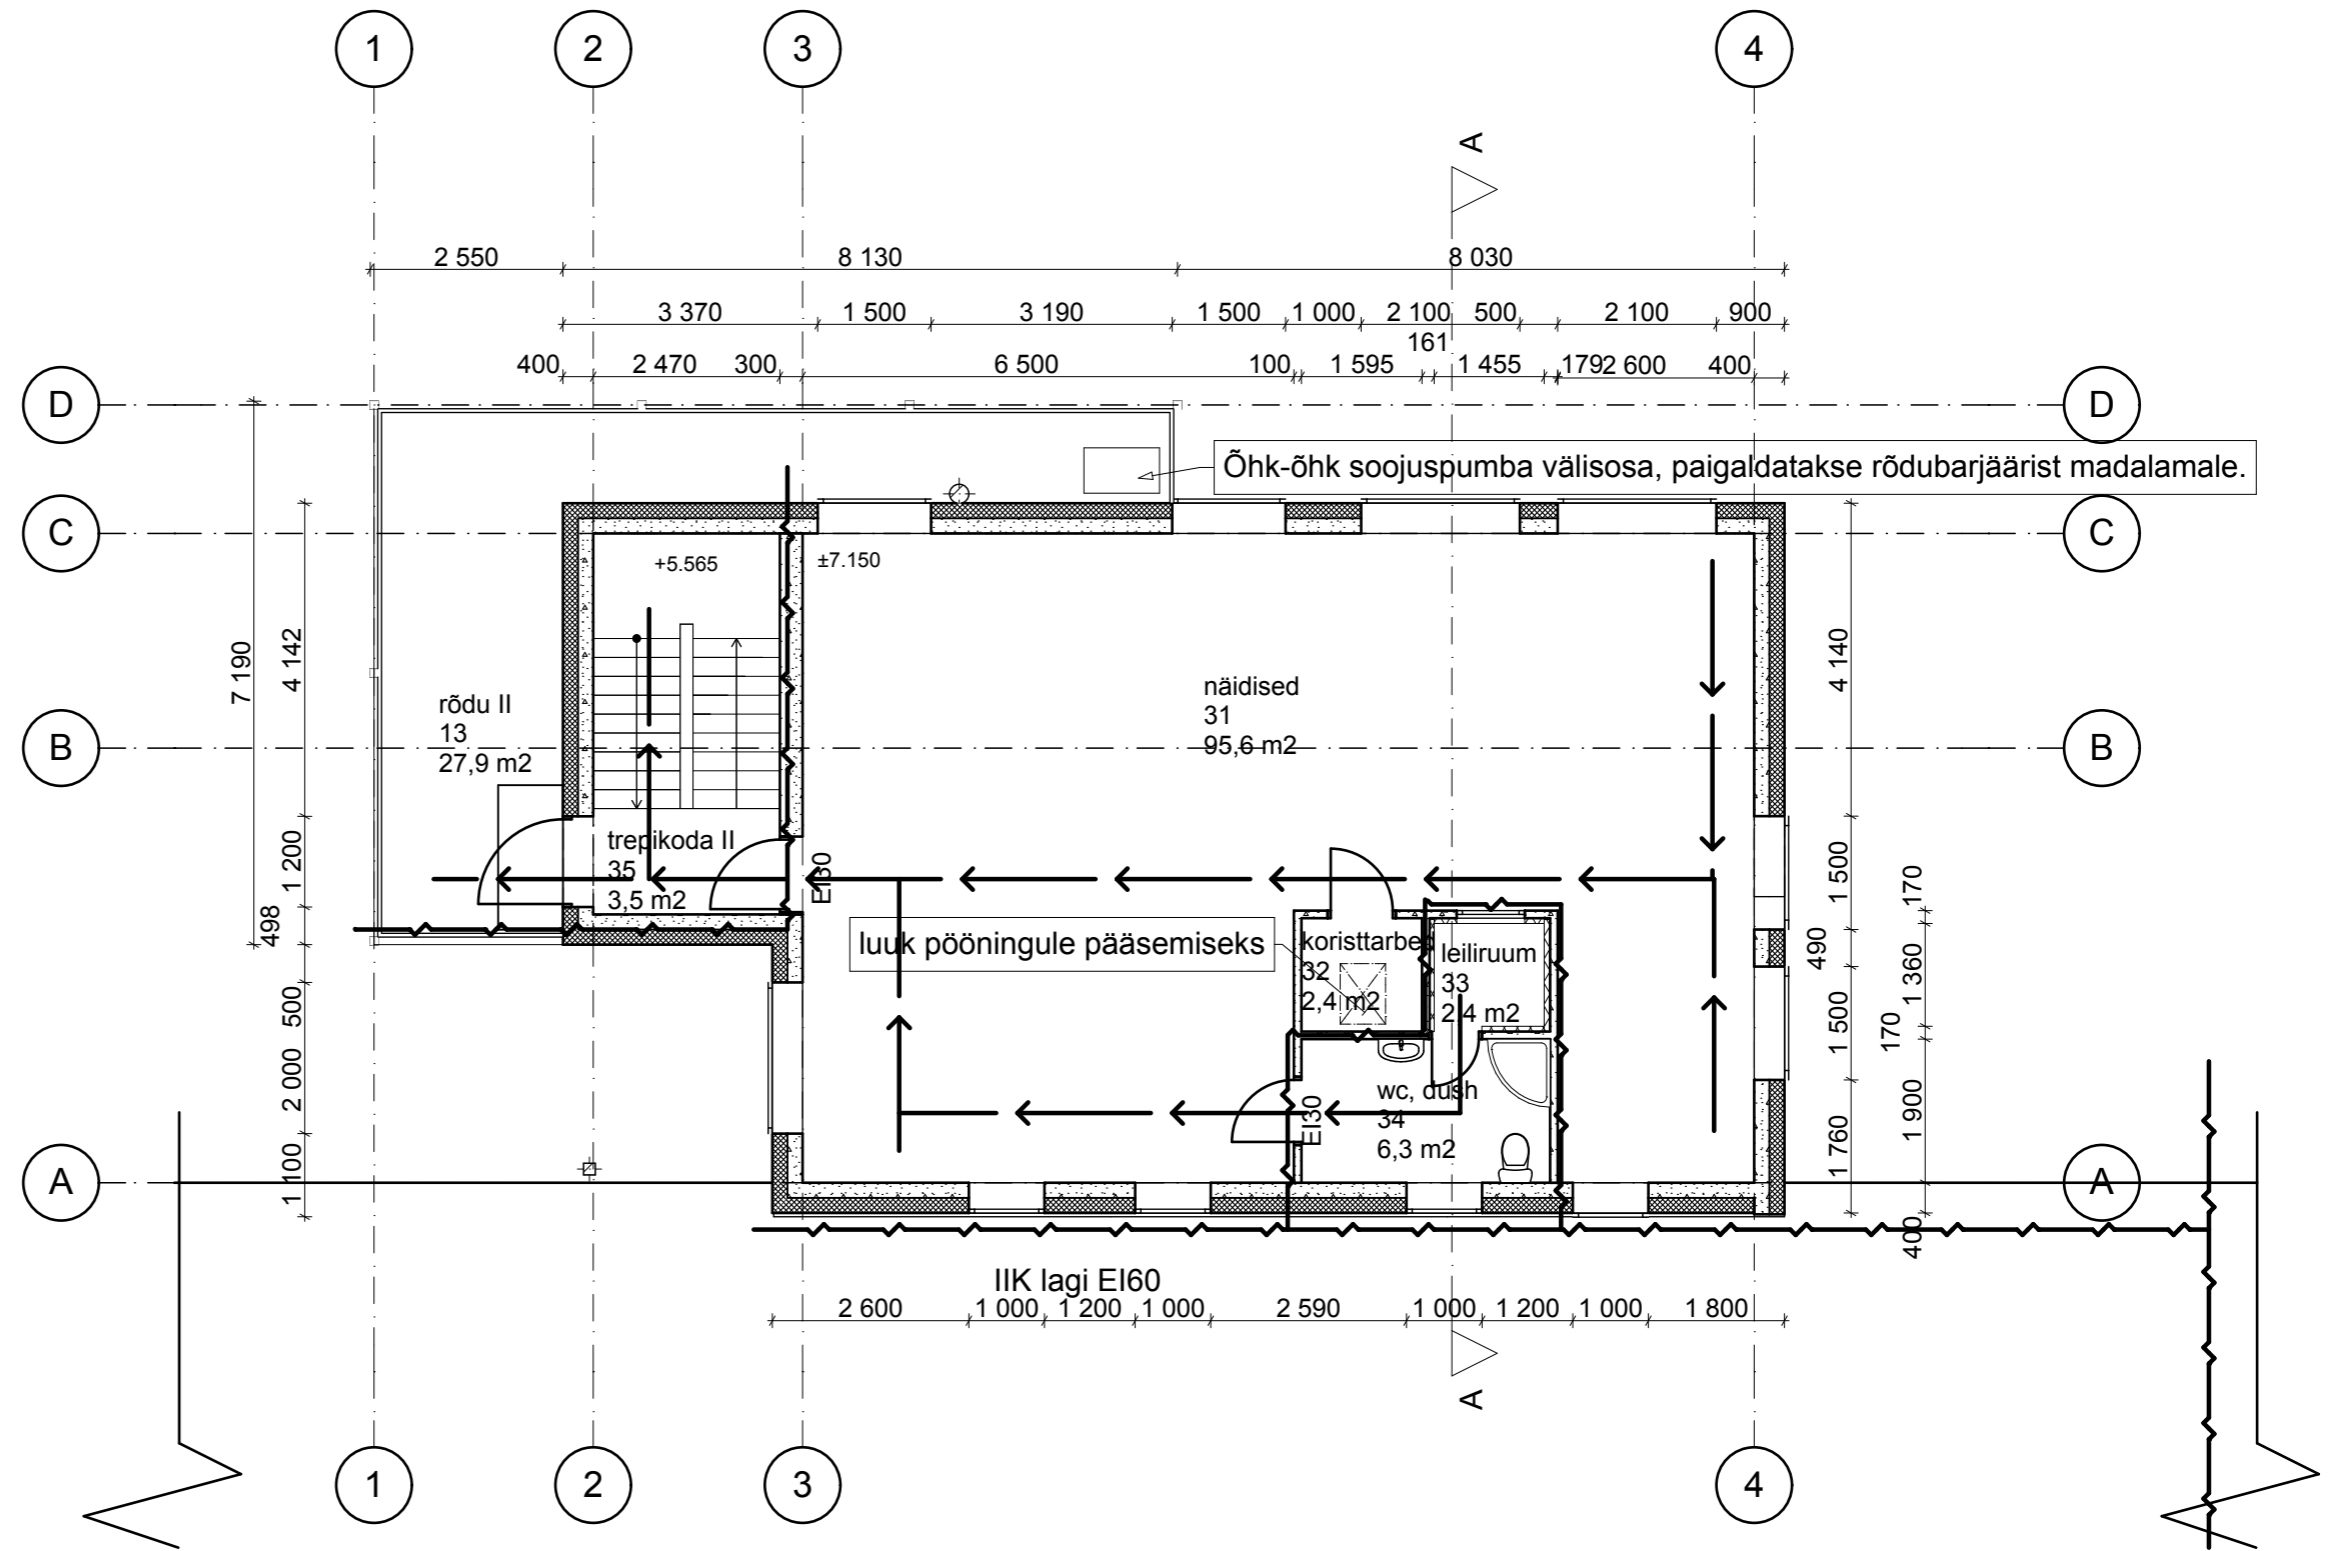 1 2 3 4
A
2 550 8 130 8 030
3 370 1 500 3 190 1 500 1 000 2 100 500 2 100 900
161
400 2 470 300 6 500 100 1 595 1 455 179 2 600 400
D D
Õhk-õhk soojuspumba välisosa, paigaldatakse rõdubarjäärist madalamale.
C C
+5.565 ±7.150
7 190
4 142
4 140
rõdu II
13
27,9 m2
näidised
31
95,6 m2
B B
trepikoda II
35
3,5 m2
EI30
1 200
498
1 500
170
490
1 360
luuk pööningule pääsemiseks
koristtarbed
32
2,4 m2
leiliruum
33
2,4 m2
500
1 500
170
2 000
wc, dush
34
6,3 m2
EI30
1 900
1 760
1 100
A A
400
IIK lagi EI60
2 600 1 000 1 200 1 000 2 590 1 000 1 200 1 000 1 800
A
1 2 3 4